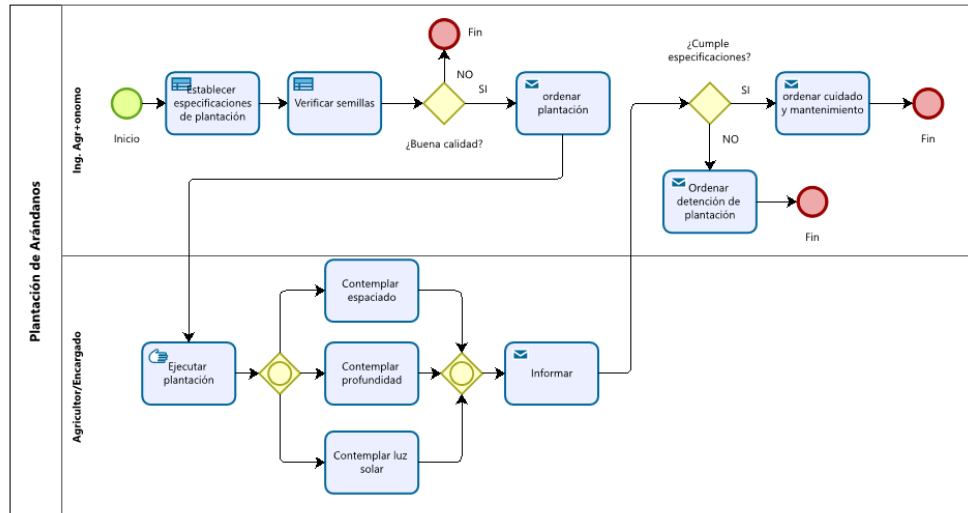 Plantación de Arándanos
Ing. Agr+onomo
Inicio
Establecer
especificaciones
de plantación
Verificar semillas
¿Buena calidad?
NO
Fin
SI
ordenar
plantación
¿Cumple
especificaciones?
SI
ordenar cuidado
y mantenimiento
Fin
NO
Ordenar
detención de
plantación
Fin
Agricultor/Encargado
Ejecutar
plantación
Contemplar
espaciado
Contemplar
profundidad
Contemplar luz
solar
Informar